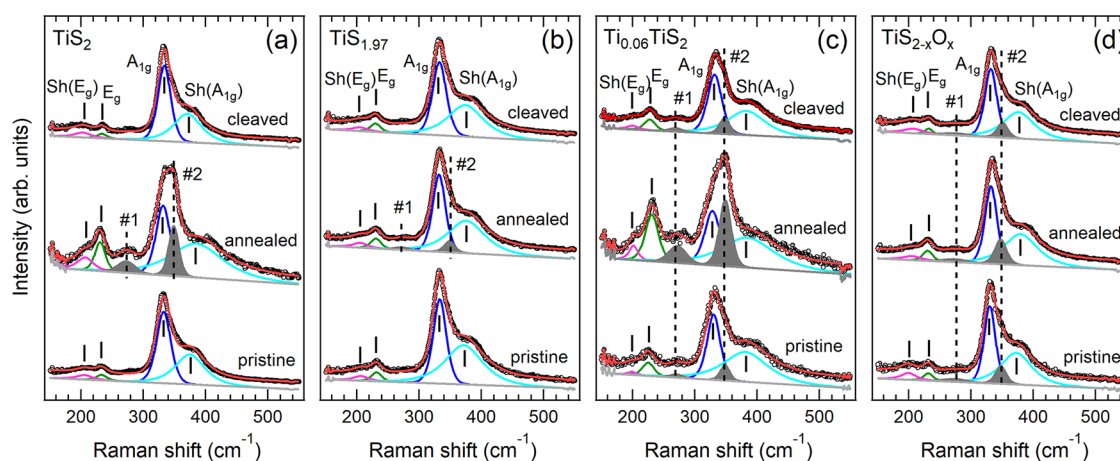 Intensity (arb. units)
TiS2
(a)
A1g
Sh(Eg) Eg
Sh(A1g)
cleaved
#2
#1
annealed
pristine
200 300 400 500
Raman shift (cm-1)
TiS1.97
(b)
A1g
Sh(Eg) Eg
Sh(A1g)
cleaved
#2
#1
annealed
pristine
200 300 400 500
Raman shift (cm-1)
Ti0.06TiS2
(c)
#2
A1g
Sh(Eg) Eg
Sh(A1g)
#1
cleaved
annealed
pristine
200 300 400 500
Raman shift (cm-1)
TiS2-xOx
(d)
#2
A1g
Sh(Eg) Eg
Sh(A1g)
#1
cleaved
annealed
pristine
200 300 400 500
Raman shift (cm-1)